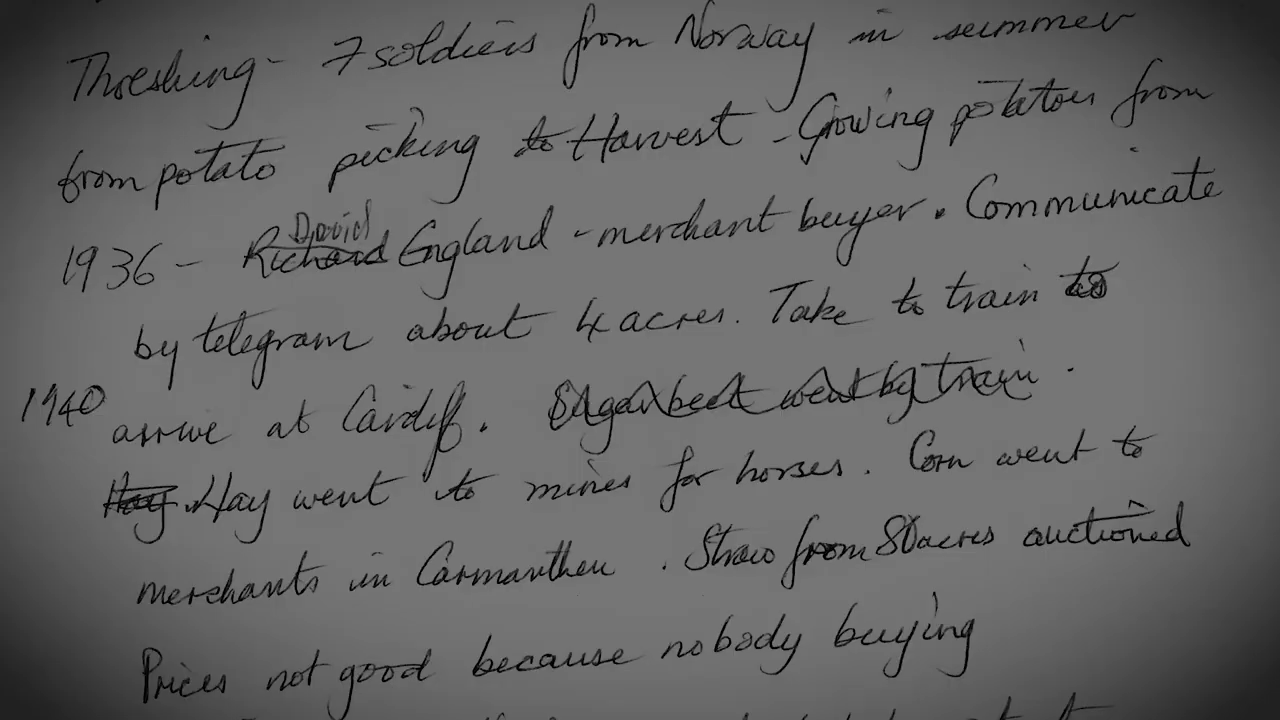 Threshing - 7 soldiers from Norway in summer
from potato picking to Harvest - Growing potatoes from
David
1936 - Richard England - merchant buyer. Communicate
by telegram about 4 acres. Take to train to
1940 arrive at Cardiff. Sugar beet went by train.
Hay Hay went to mines for horses. Corn went to
merchants in Carmarthen. Straw from 80 acres auctioned
Prices not good because nobody buying